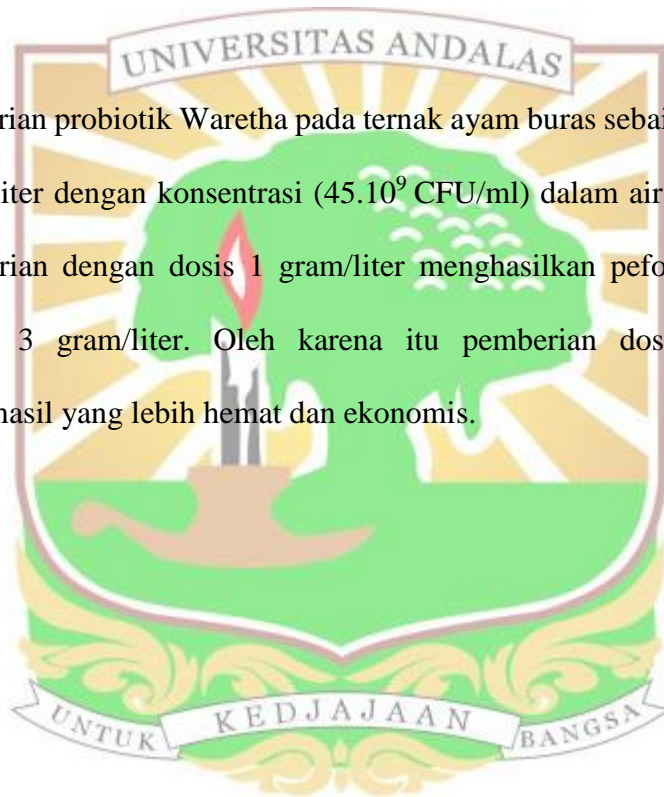 UNIVERSITAS ANDALAS
rian probiotik Waretha pada ternak ayam buras sebai
iter dengan konsentrasi (45.10⁹ CFU/ml) dalam air
rian dengan dosis 1 gram/liter menghasilkan pefo
3 gram/liter. Oleh karena itu pemberian dos
hasil yang lebih hemat dan ekonomis.
UNTUK KEDJAJAAN BANGSA